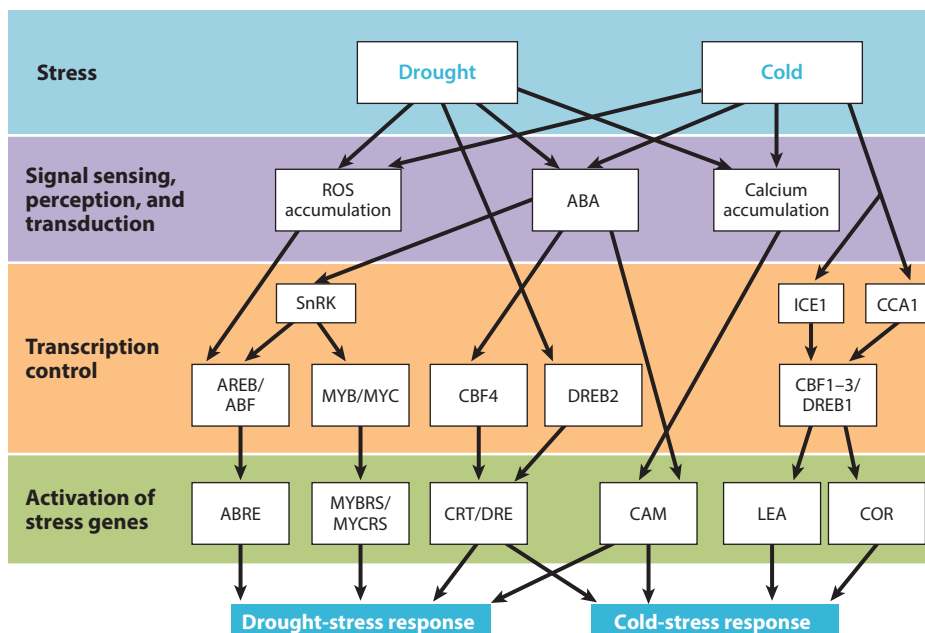 Stress
Drought
Cold
Signal sensing,
perception, and
transduction
ROS
accumulation
ABA
Calcium
accumulation
Transcription
control
SnRK
ICE1
CCA1
AREB/
ABF
MYB/MYC
CBF4
DREB2
CBF1–3/
DREB1
Activation of
stress genes
ABRE
MYBRS/
MYCRS
CRT/DRE
CAM
LEA
COR
Drought-stress response
Cold-stress response